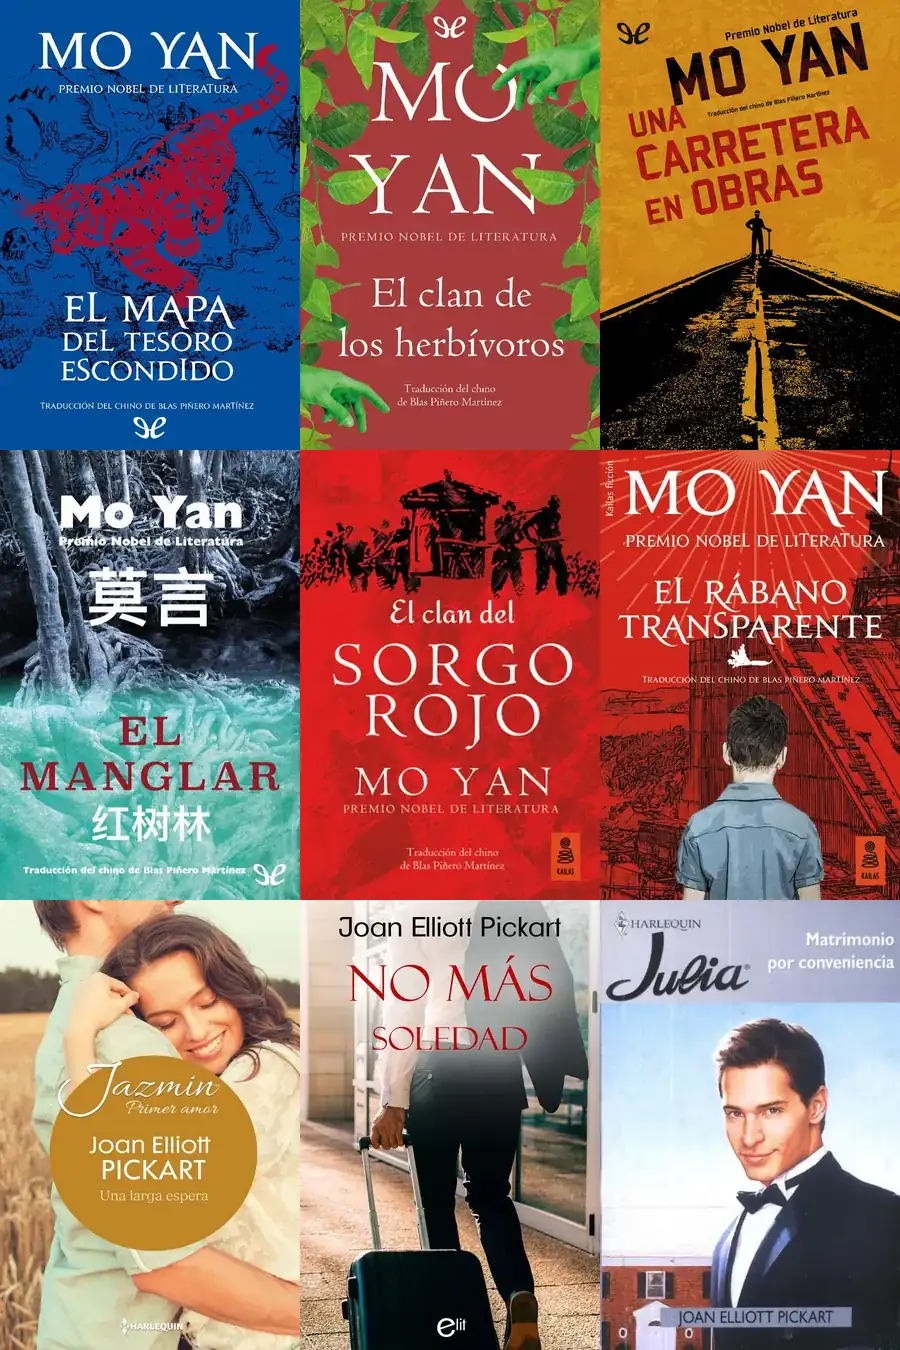 MO YAN
PREMIO NOBEL DE LITERATURA
EL MAPA
DEL TESORO
ESCONDIDO
TRADUCCIÓN DEL CHINO DE BLAS PIÑERO MARTÍNEZ
MO
YAN
PREMIO NOBEL DE LITERATURA
El clan de
los herbívoros
Traducción del chino
de Blas Piñero Martínez
Premio Nobel de Literatura
MO YAN
Traducción del chino de Blas Piñero Martínez
UNA
CARRETERA
EN OBRAS
Mo Yan
Premio Nobel de Literatura
莫言
EL
MANGLAR
红树林
Traducción del chino de Blas Piñero Martínez
El clan del
SORGO
ROJO
MO YAN
PREMIO NOBEL DE LITERATURA
Traducción del chino
de Blas Piñero Martínez
KAILAS
Kailas ficción
MO YAN
PREMIO NOBEL DE LITERATURA
EL RÁBANO
TRANSPARENTE
TRADUCCIÓN DEL CHINO DE BLAS PIÑERO MARTÍNEZ
KAILAS
Jazmín
Primer amor
Joan Elliott
PICKART
Una larga espera
HARLEQUIN
Joan Elliott Pickart
NO MÁS
SOLEDAD
elit
HARLEQUIN
Julia
Matrimonio
por conveniencia
JOAN ELLIOTT PICKART